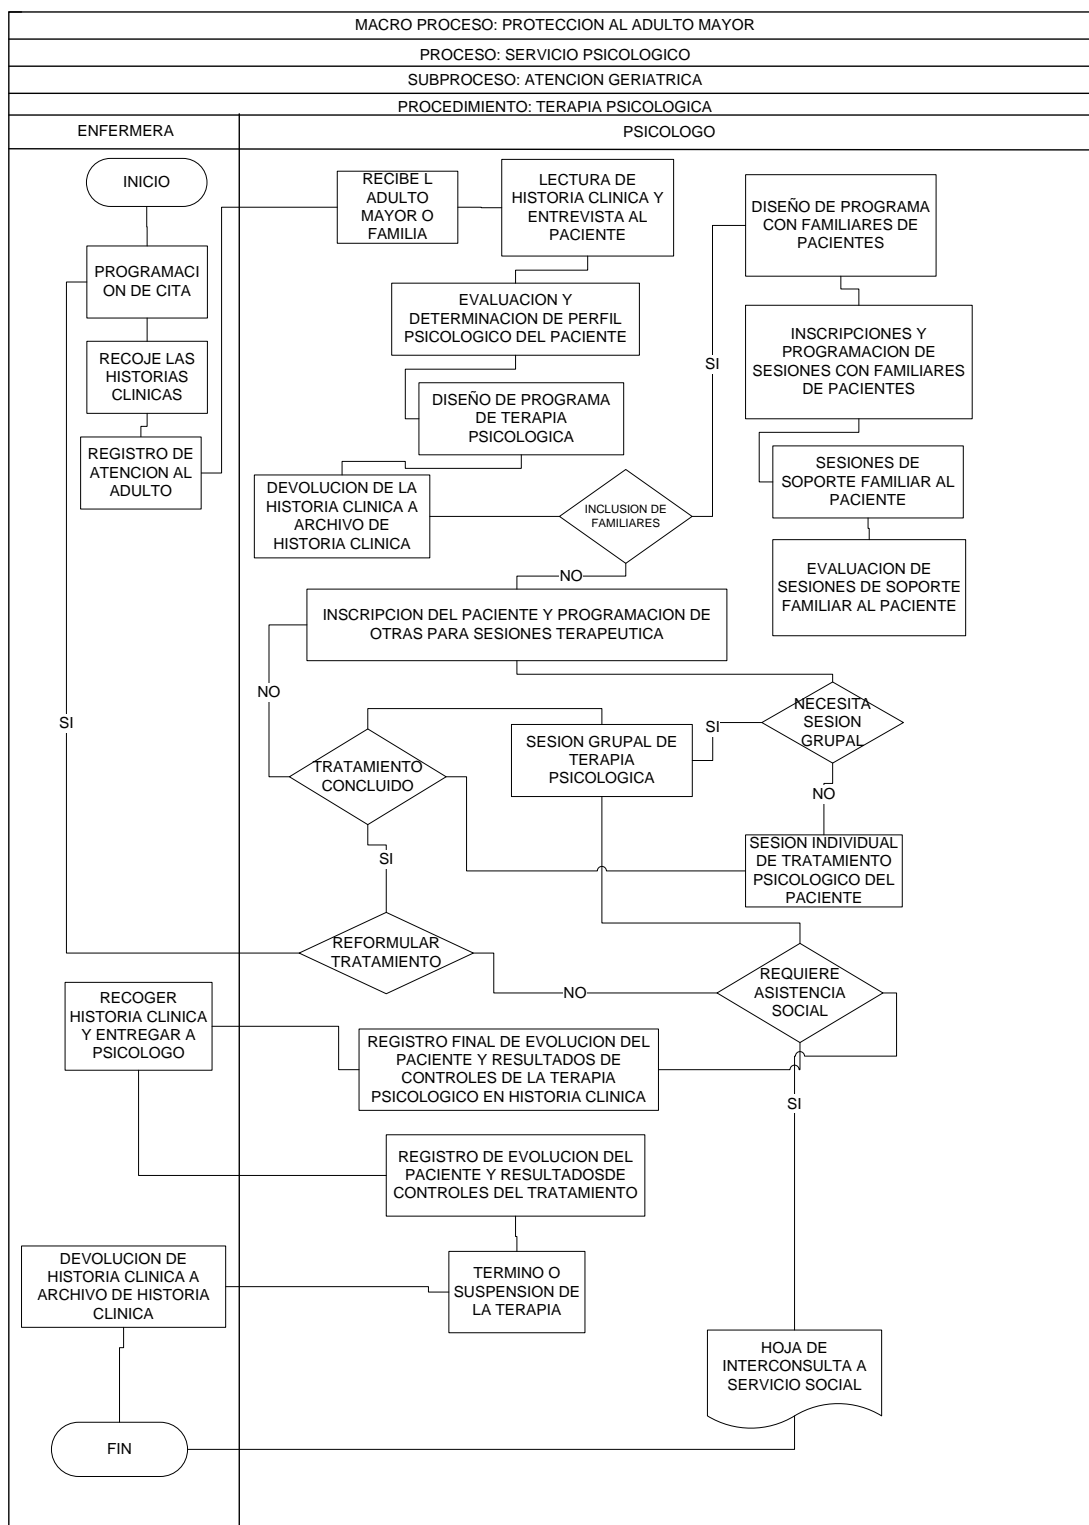 MACRO PROCESO: PROTECCION AL ADULTO MAYOR
PROCESO: SERVICIO PSICOLOGICO
SUBPROCESO: ATENCION GERIATRICA
PROCEDIMIENTO: TERAPIA PSICOLOGICA
ENFERMERA
PSICOLOGO
INICIO
PROGRAMACI
ION DE CITA
RECOJE LAS
HISTORIAS
CLINICAS
REGISTRO DE
ATENCION AL
ADULTO
RECIBE L
ADULTO
MAYOR O
FAMILIA
LECTURA DE
HISTORIA CLINICA Y
ENTREVISTA AL
PACIENTE
EVALUACION Y
DETERMINACION DE PERFIL
PSICOLOGICO DEL PACIENTE
DISEÑO DE PROGRAMA
DE TERAPIA
PSICOLOGICA
DEVOLUCION DE LA
HISTORIA CLINICA A
ARCHIVO DE
HISTORIA CLINICA
INCLUSION DE
FAMILIARES
SI
DISEÑO DE PROGRAMA
CON FAMILIARES DE
PACIENTES
INSCRIPCIONES Y
PROGRAMACION DE
SESIONES CON FAMILIARES
DE PACIENTES
SESIONES DE
SOPORTE FAMILIAR AL
PACIENTE
EVALUACION DE
SESIONES DE SOPORTE
FAMILIAR AL PACIENTE
NO
INSCRIPCION DEL PACIENTE Y PROGRAMACION DE
OTRAS PARA SESIONES TERAPEUTICA
NO
NECESITA
SESION
GRUPAL
SI
SESION GRUPAL DE
TERAPIA
PSICOLOGICA
NO
SESION INDIVIDUAL
DE TRATAMIENTO
PSICOLOGICO DEL
PACIENTE
TRATAMIENTO
CONCLUIDO
SI
REFORMULAR
TRATAMIENTO
SI
NO
REQUIERE
ASISTENCIA
SOCIAL
SI
REGISTRO FINAL DE EVOLUCION DEL
PACIENTE Y RESULTADOS DE
CONTROLES DE LA TERAPIA
PSICOLOGICO EN HISTORIA CLINICA
RECOGER
HISTORIA CLINICA
Y ENTREGAR A
PSICOLOGO
REGISTRO DE EVOLUCION DEL
PACIENTE Y RESULTADOSDE
CONTROLES DEL TRATAMIENTO
TERMINO O
SUSPENSION DE
LA TERAPIA
DEVOLUCION DE
HISTORIA CLINICA A
ARCHIVO DE HISTORIA
CLINICA
HOJA DE
INTERCONSULTA A
SERVICIO SOCIAL
FIN